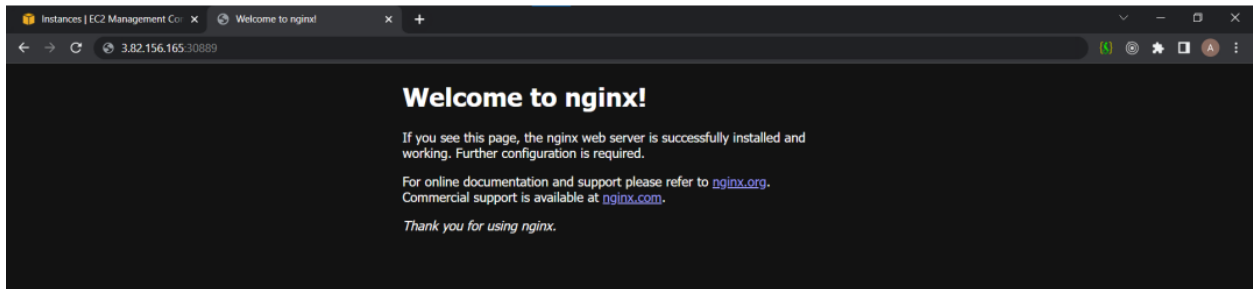 Instances | EC2 Management Co
Welcome to nginx!
3.82.156.165:30889
A
Welcome to nginx!
If you see this page, the nginx web server is successfully installed and
working. Further configuration is required.
For online documentation and support please refer to nginx.org.
Commercial support is available at nginx.com.
Thank you for using nginx.